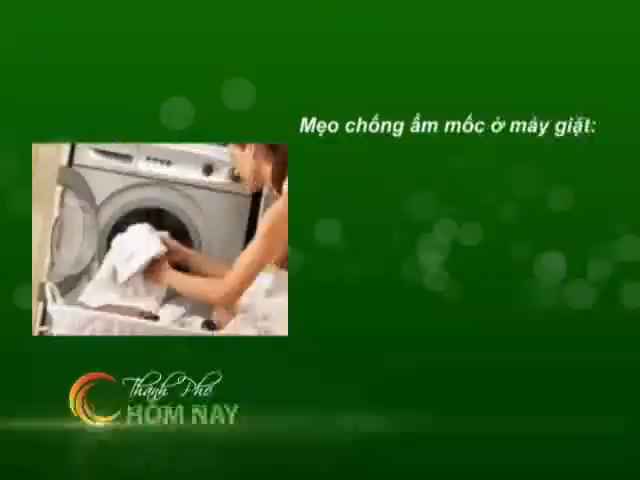 Mẹo chống ẩm mốc ở máy giặt:
Thành Phố
HÔM NAY